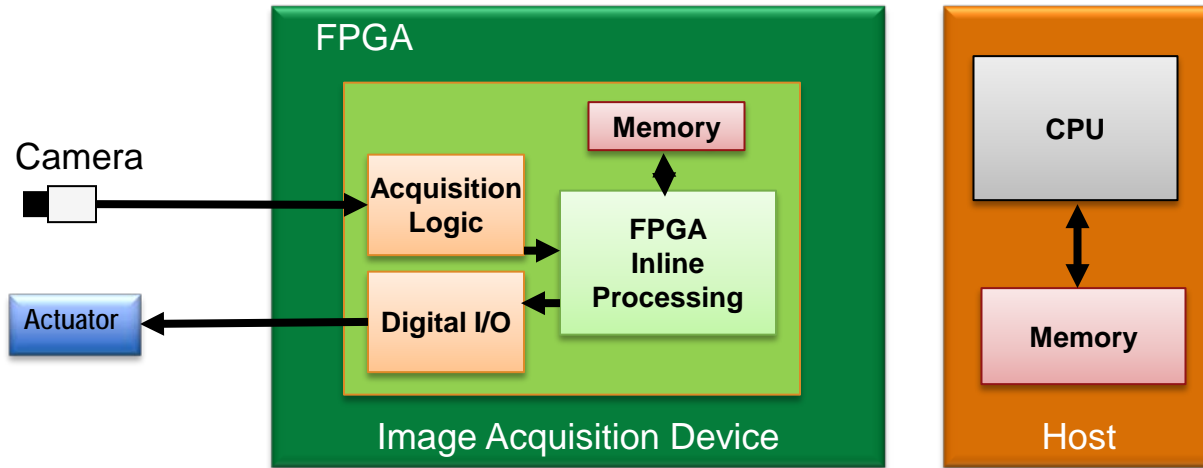 FPGA
Camera
Memory
Acquisition
Logic
FPGA
Inline
Processing
Digital I/O
Actuator
Image Acquisition Device
CPU
Memory
Host